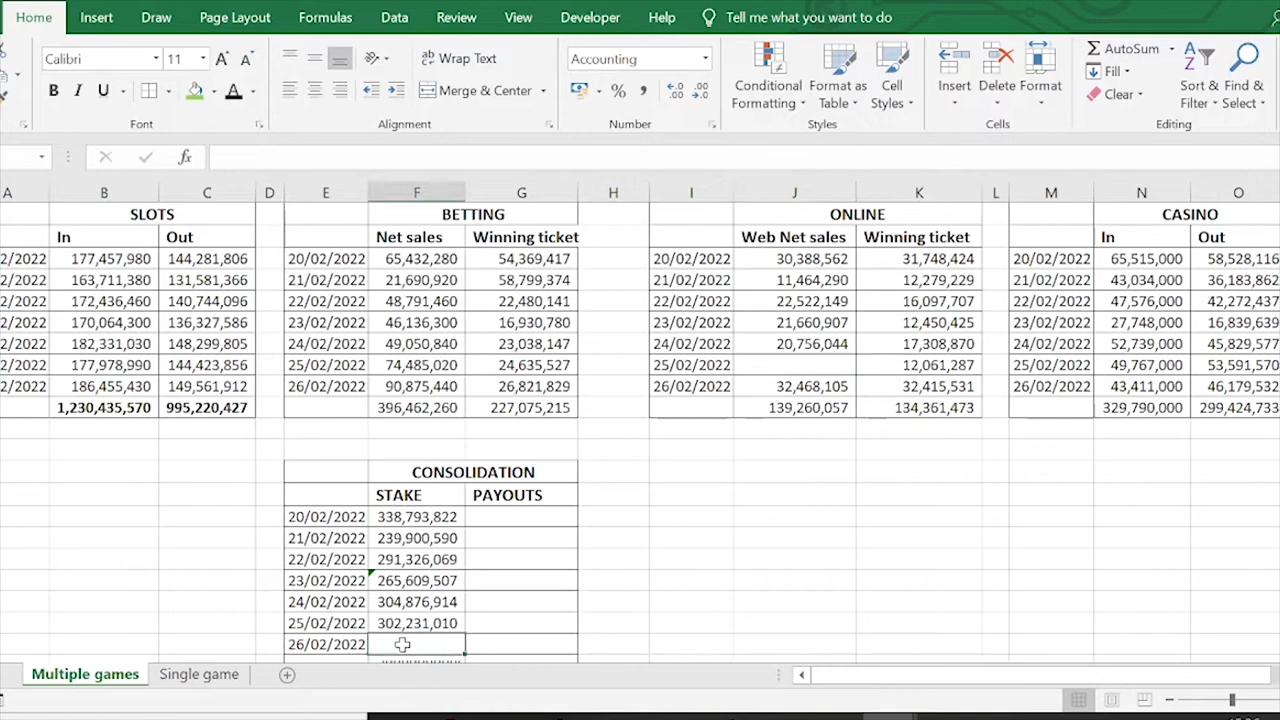 Home Insert Draw Page Layout Formulas Data Review View Developer Help Tell me what you want to do
Calibri 11 A A Wrap Text Accounting Conditional Formatting Format as Table Cell Styles Insert Delete Format AutoSum Fill Clear Sort & Filter Find & Select
B I U A Merge & Center % ,
Font Alignment Number Styles Cells Editing
fx
A B C D E F G H I J K L M N O
SLOTS BETTING ONLINE CASINO
In Out Net sales Winning ticket Web Net sales Winning ticket In Out
2/2022 177,457,980 144,281,806 20/02/2022 65,432,280 54,369,417 20/02/2022 30,388,562 31,748,424 20/02/2022 65,515,000 58,528,116
2/2022 163,711,380 131,581,366 21/02/2022 21,690,920 58,799,374 21/02/2022 11,464,290 12,279,229 21/02/2022 43,034,000 36,183,862
2/2022 172,436,460 140,744,096 22/02/2022 48,791,460 22,480,141 22/02/2022 22,522,149 16,097,707 22/02/2022 47,576,000 42,272,437
2/2022 170,064,300 136,327,586 23/02/2022 46,136,300 16,930,780 23/02/2022 21,660,907 12,450,425 23/02/2022 27,748,000 16,839,639
2/2022 182,331,030 148,299,805 24/02/2022 49,050,840 23,038,147 24/02/2022 20,756,044 17,308,870 24/02/2022 52,739,000 45,829,577
2/2022 177,978,990 144,423,856 25/02/2022 74,485,020 24,635,527 25/02/2022 12,061,287 25/02/2022 49,767,000 53,591,570
2/2022 186,455,430 149,561,912 26/02/2022 90,875,440 26,821,829 26/02/2022 32,468,105 32,415,531 26/02/2022 43,411,000 46,179,532
1,230,435,570 995,220,427 396,462,260 227,075,215 139,260,057 134,361,473 329,790,000 299,424,733
CONSOLIDATION
STAKE PAYOUTS
20/02/2022 338,793,822
21/02/2022 239,900,590
22/02/2022 291,326,069
23/02/2022 265,609,507
24/02/2022 304,876,914
25/02/2022 302,231,010
26/02/2022
Multiple games Single game